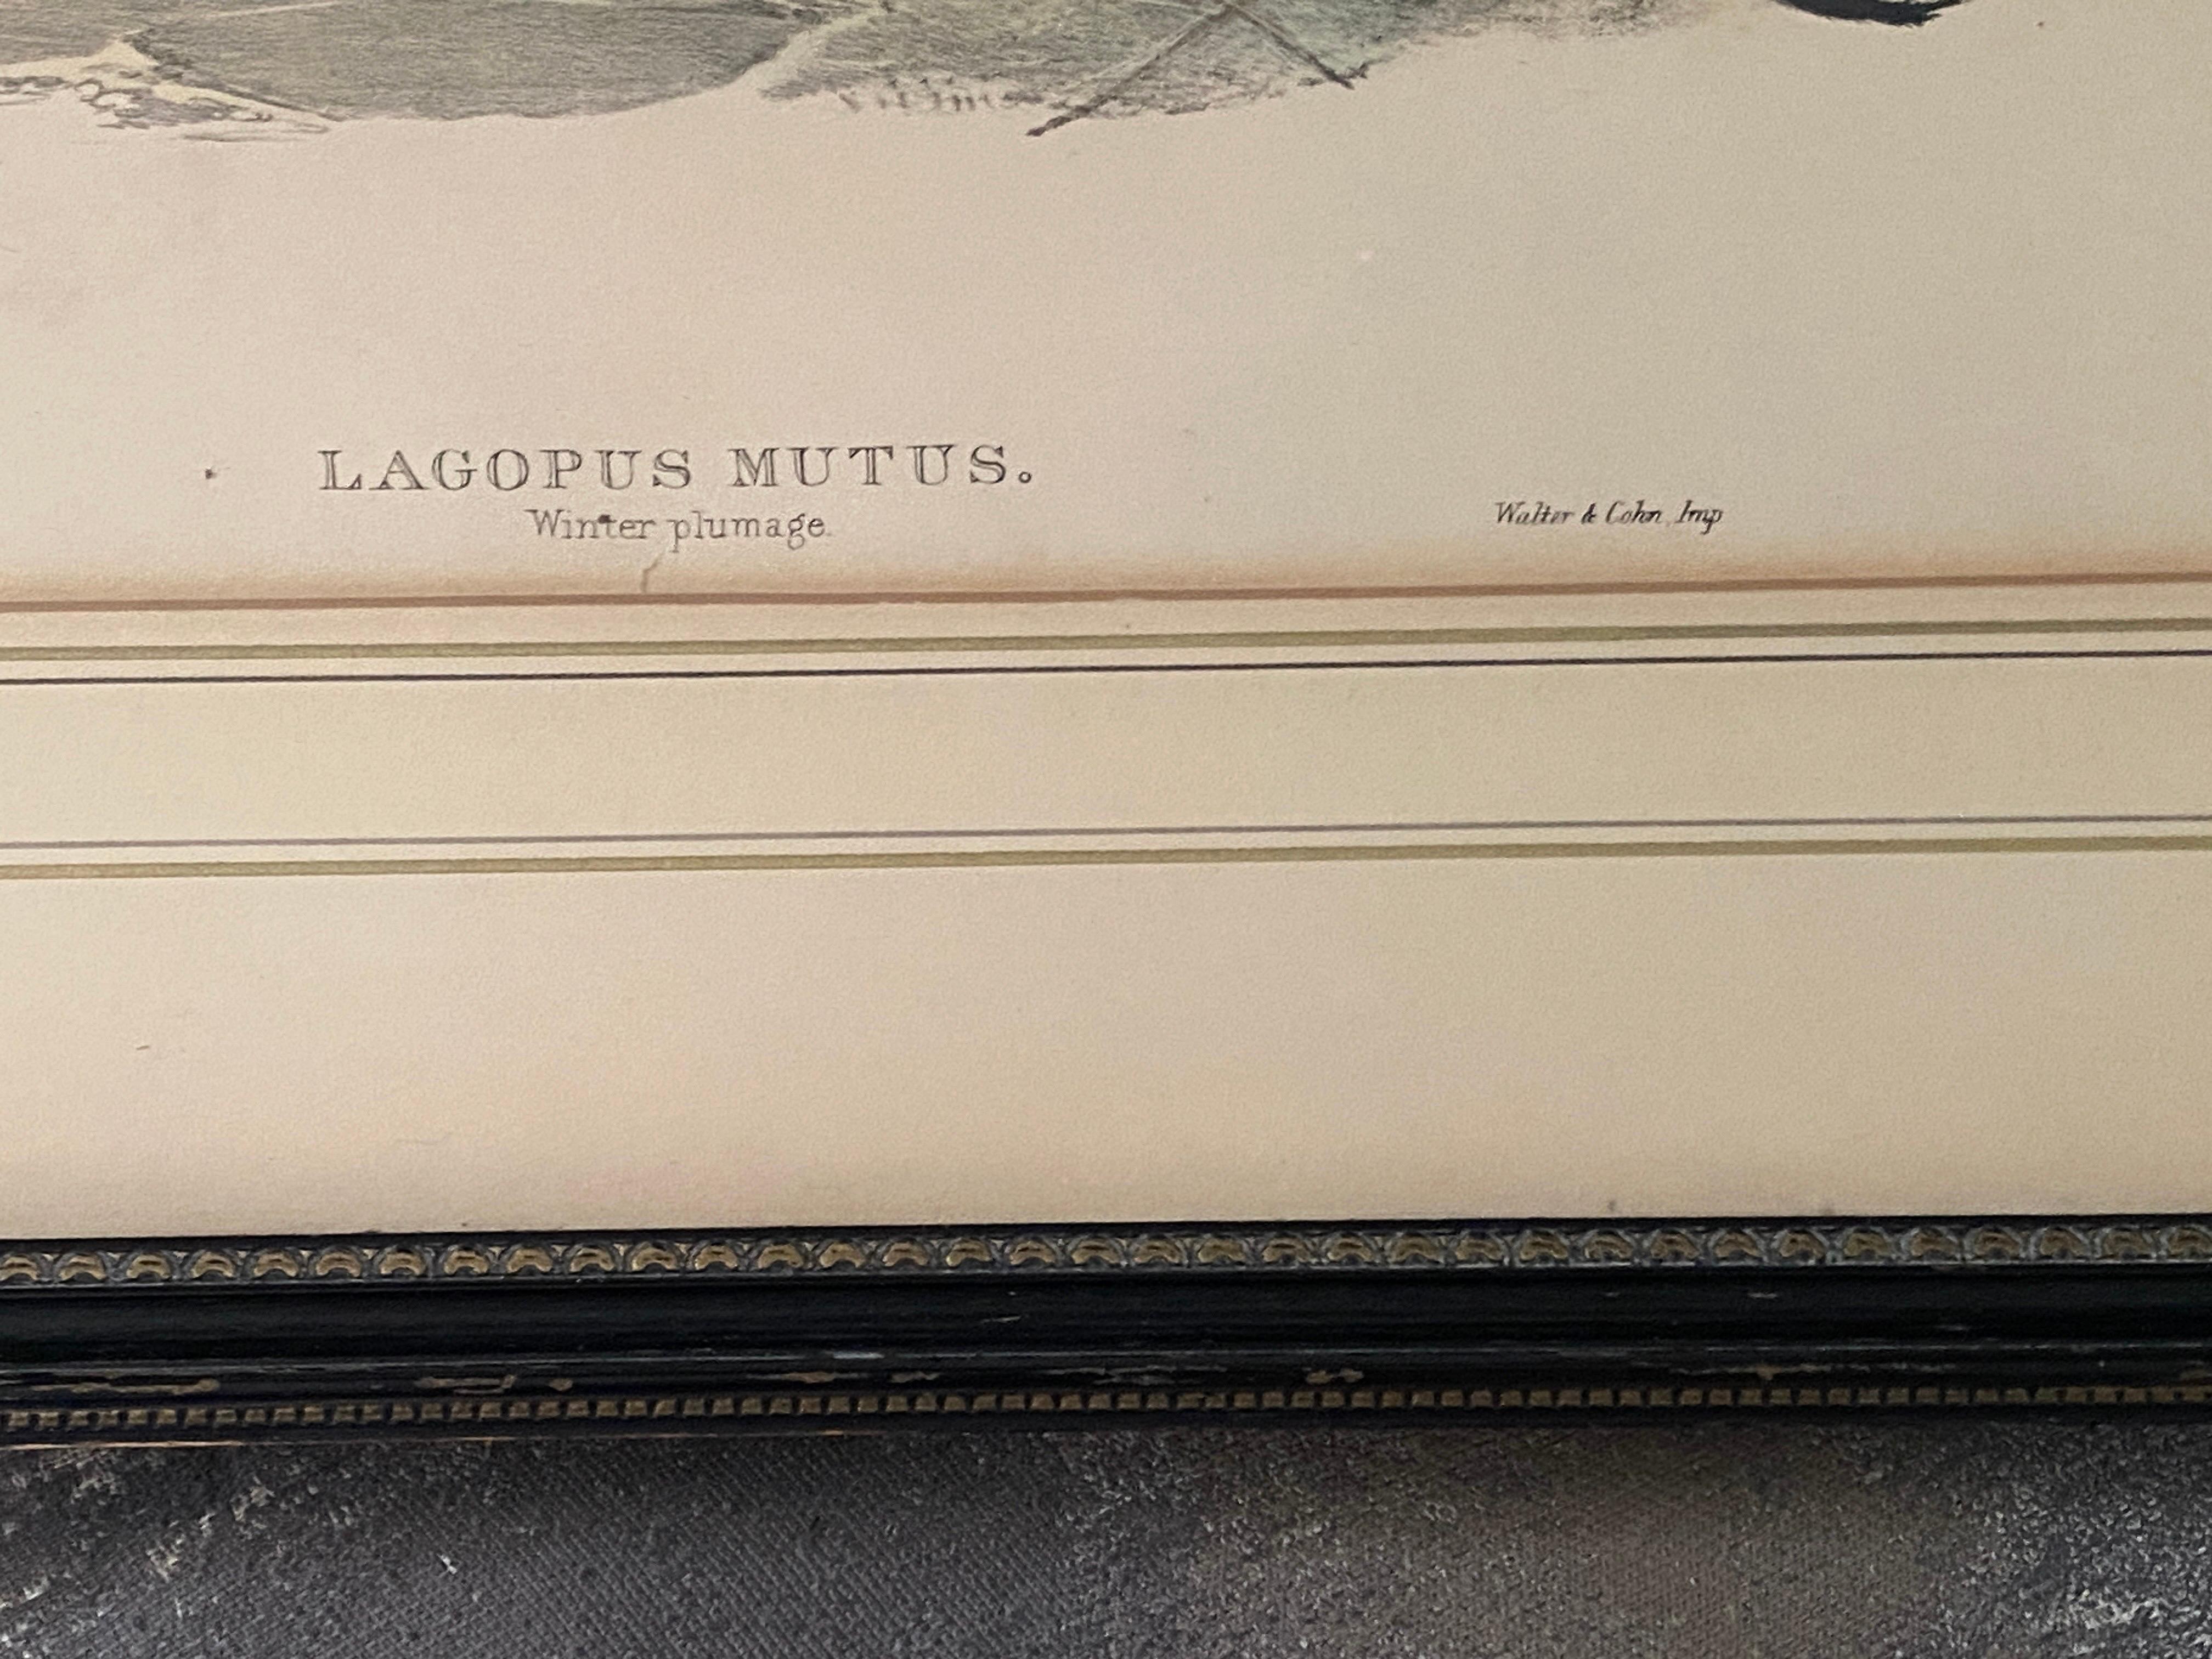 LAGOPUS MUTUS.
Winter plumage.
Walter & Cohn, Imp